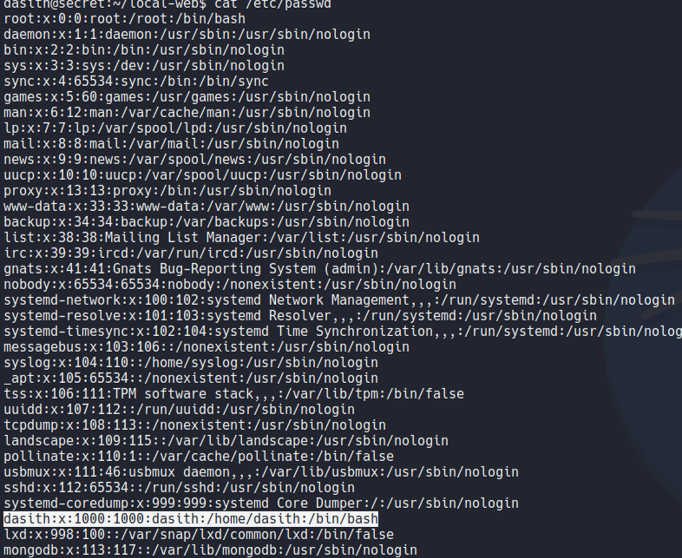 dasith@secret:~/local-web$ cat /etc/passwd
root:x:0:0:root:/root:/bin/bash
daemon:x:1:1:daemon:/usr/sbin:/usr/sbin/nologin
bin:x:2:2:bin:/bin:/usr/sbin/nologin
sys:x:3:3:sys:/dev:/usr/sbin/nologin
sync:x:4:65534:sync:/bin:/bin/sync
games:x:5:60:games:/usr/games:/usr/sbin/nologin
man:x:6:12:man:/var/cache/man:/usr/sbin/nologin
lp:x:7:7:lp:/var/spool/lpd:/usr/sbin/nologin
mail:x:8:8:mail:/var/mail:/usr/sbin/nologin
news:x:9:9:news:/var/spool/news:/usr/sbin/nologin
uucp:x:10:10:uucp:/var/spool/uucp:/usr/sbin/nologin
proxy:x:13:13:proxy:/bin:/usr/sbin/nologin
www-data:x:33:33:www-data:/var/www:/usr/sbin/nologin
backup:x:34:34:backup:/var/backups:/usr/sbin/nologin
list:x:38:38:Mailing List Manager:/var/list:/usr/sbin/nologin
irc:x:39:39:ircd:/var/run/ircd:/usr/sbin/nologin
gnats:x:41:41:Gnats Bug-Reporting System (admin):/var/lib/gnats:/usr/sbin/nologin
nobody:x:65534:65534:nobody:/nonexistent:/usr/sbin/nologin
systemd-network:x:100:102:systemd Network Management,,,:/run/systemd:/usr/sbin/nologin
systemd-resolve:x:101:103:systemd Resolver,,,:/run/systemd:/usr/sbin/nologin
systemd-timesync:x:102:104:systemd Time Synchronization,,,:/run/systemd:/usr/sbin/nolog
messagebus:x:103:106::/nonexistent:/usr/sbin/nologin
syslog:x:104:110::/home/syslog:/usr/sbin/nologin
_apt:x:105:65534::/nonexistent:/usr/sbin/nologin
tss:x:106:111:TPM software stack,,,:/var/lib/tpm:/bin/false
uuidd:x:107:112::/run/uuidd:/usr/sbin/nologin
tcpdump:x:108:113::/nonexistent:/usr/sbin/nologin
landscape:x:109:115::/var/lib/landscape:/usr/sbin/nologin
pollinate:x:110:1::/var/cache/pollinate:/bin/false
usbmux:x:111:46:usbmux daemon,,,:/var/lib/usbmux:/usr/sbin/nologin
sshd:x:112:65534::/run/sshd:/usr/sbin/nologin
systemd-coredump:x:999:999:systemd Core Dumper:/:/usr/sbin/nologin
dasith:x:1000:1000:dasith:/home/dasith:/bin/bash
lxd:x:998:100::/var/snap/lxd/common/lxd:/bin/false
mongodb:x:113:117::/var/lib/mongodb:/usr/sbin/nologin